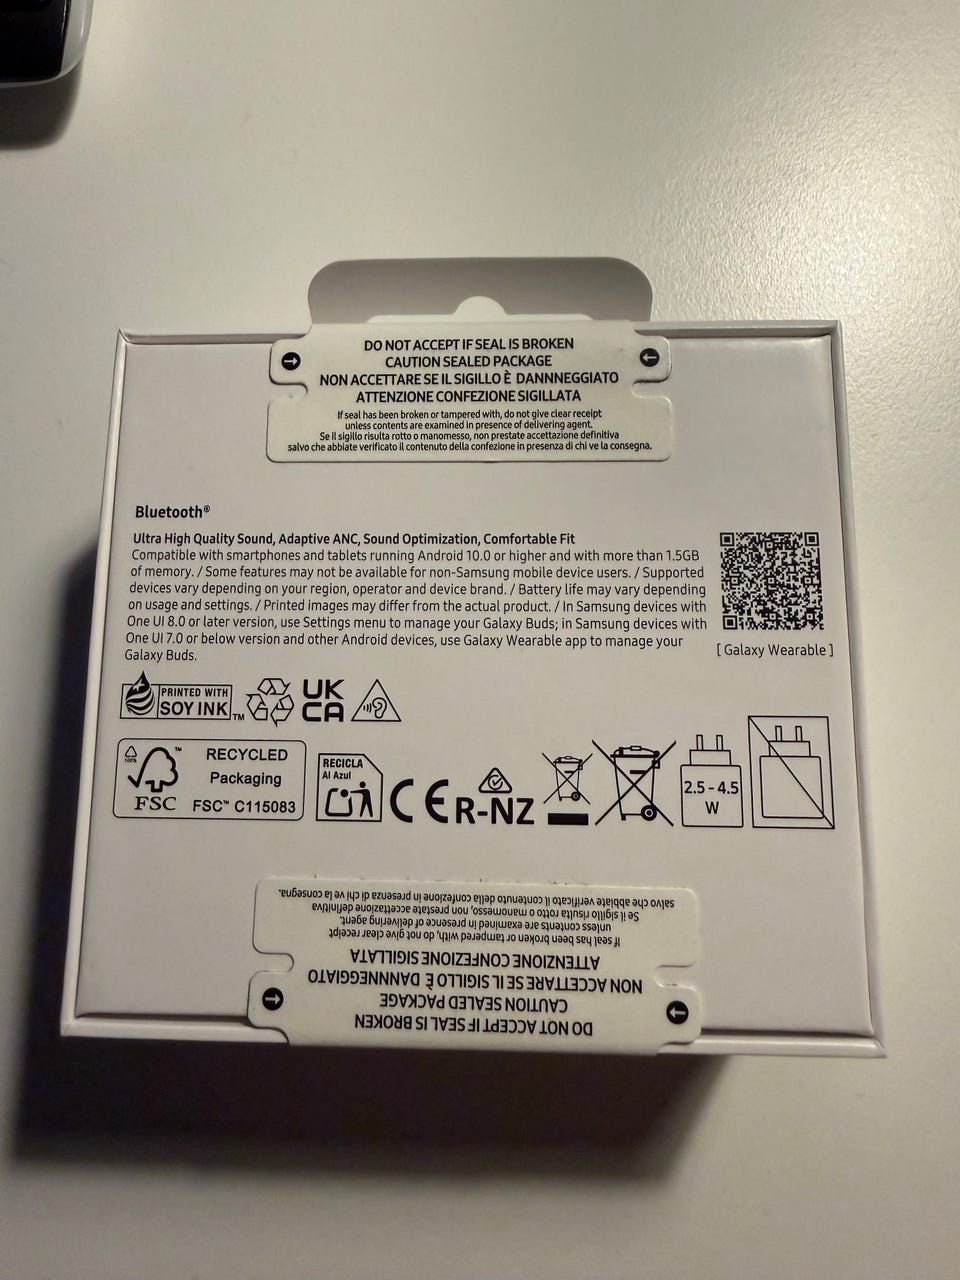 DO NOT ACCEPT IF SEAL IS BROKEN
CAUTION SEALED PACKAGE
NON ACCETTARE SE IL SIGILLO È DANNNEGGIATO
ATTENZIONE CONFEZIONE SIGILLATA
If seal has been broken or tampered with, do not give clear receipt
unless contents are examined in presence of delivering agent.
Se il sigillo risulta rotto o manomesso, non prestate accettazione definitiva
salvo che abbiate verificato il contenuto della confezione in presenza di chi ve la consegna.
Bluetooth®
Ultra High Quality Sound, Adaptive ANC, Sound Optimization, Comfortable Fit
Compatible with smartphones and tablets running Android 10.0 or higher and with more than 1.5GB
of memory. / Some features may not be available for non-Samsung mobile device users. / Supported
devices vary depending on your region, operator and device brand. / Battery life may vary depending
on usage and settings. / Printed images may differ from the actual product. / In Samsung devices with
One UI 8.0 or later version, use Settings menu to manage your Galaxy Buds; in Samsung devices with
One UI 7.0 or below version and other Android devices, use Galaxy Wearable app to manage your
Galaxy Buds.
[ Galaxy Wearable ]
PRINTED WITH
SOY INK™
UK
CA
100%
™
FSC
RECYCLED
Packaging
FSC™ C115083
RECICLA
Al Azul
CE
R-NZ
2.5 - 4.5
W
DO NOT ACCEPT IF SEAL IS BROKEN
CAUTION SEALED PACKAGE
NON ACCETTARE SE IL SIGILLO È DANNNEGGIATO
ATTENZIONE CONFEZIONE SIGILLATA
If seal has been broken or tampered with, do not give clear receipt
unless contents are examined in presence of delivering agent.
Se il sigillo risulta rotto o manomesso, non prestate accettazione definitiva
salvo che abbiate verificato il contenuto della confezione in presenza di chi ve la consegna.